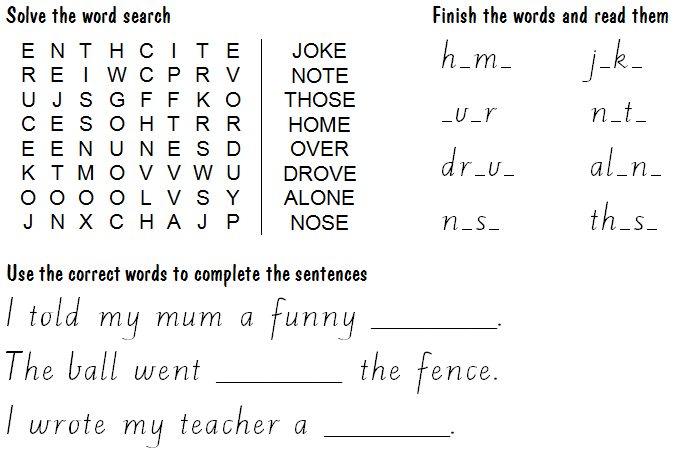 Solve the word search
E N T H C I T E
R E I W C P R V
U J S G F F K O
C E S O H T R R
E E N U N E S D
K T M O V V W U
O O O O L V S Y
J N X C H A J P
JOKE
NOTE
THOSE
HOME
OVER
DROVE
ALONE
NOSE
Finish the words and read them
h_m_ j_k_
_v_r n_t_
dr_v_ al_n_
n_s_ th_s_
Use the correct words to complete the sentences
I told my mum a funny ________.
The ball went ________ the fence.
I wrote my teacher a ________.